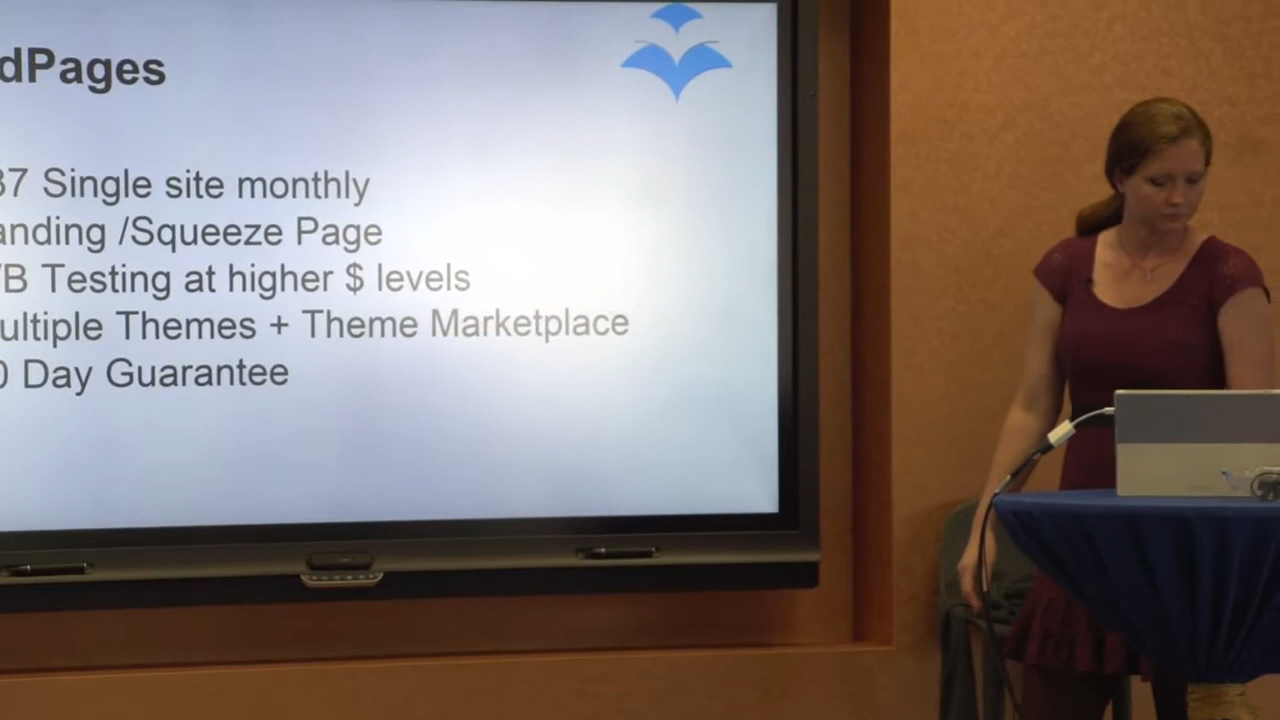 dPages
37 Single site monthly
anding /Squeeze Page
/B Testing at higher $ levels
ultiple Themes + Theme Marketplace
0 Day Guarantee